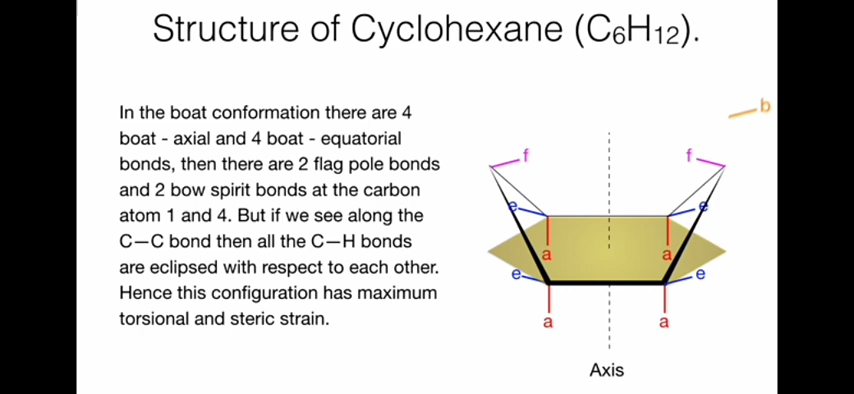 Structure of Cyclohexane (C₆H₁₂).
In the boat conformation there are 4
boat - axial and 4 boat - equatorial
bonds, then there are 2 flag pole bonds
and 2 bow spirit bonds at the carbon
atom 1 and 4. But if we see along the
C—C bond then all the C—H bonds
are eclipsed with respect to each other.
Hence this configuration has maximum
torsional and steric strain.
b
f f
e e
a a
e e
a a
Axis